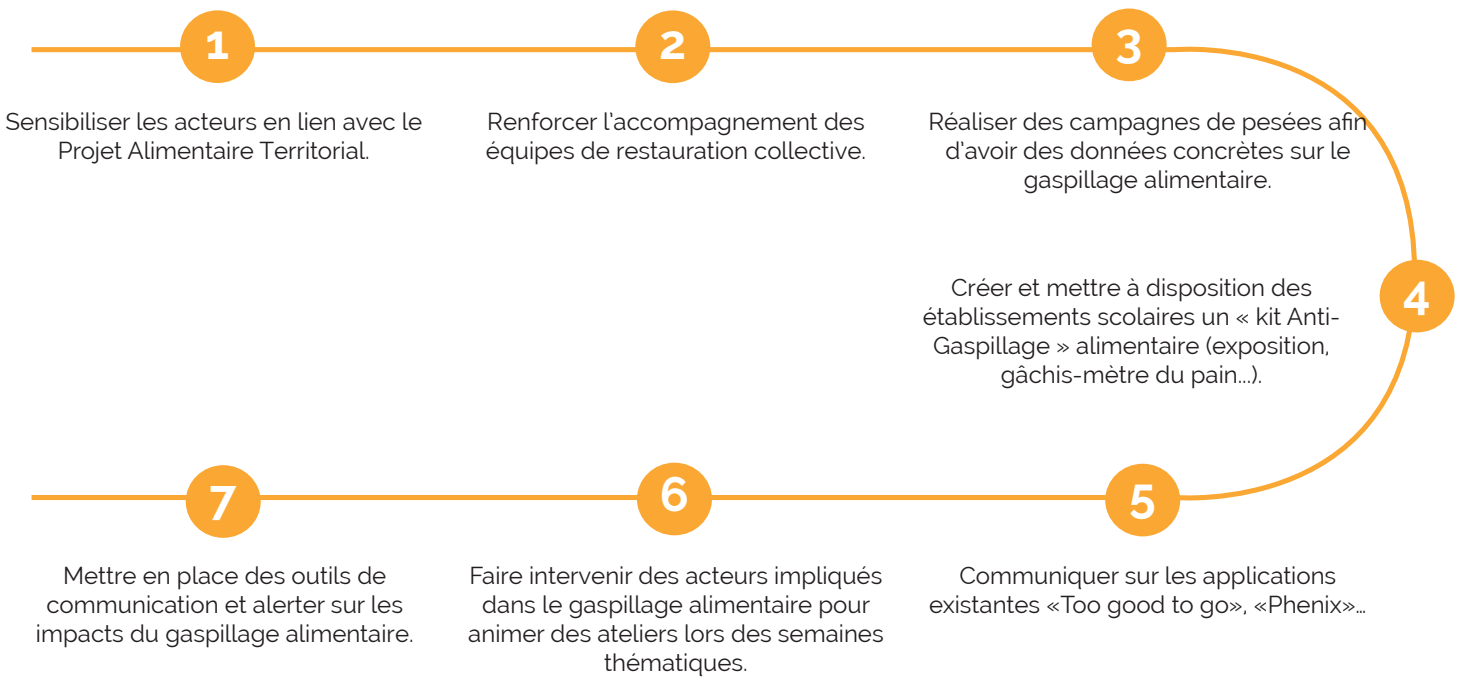 1
Sensibiliser les acteurs en lien avec le
Projet Alimentaire Territorial.
2
Renforcer l'accompagnement des
équipes de restauration collective.
3
Réaliser des campagnes de pesées afin
d'avoir des données concrètes sur le
gaspillage alimentaire.
4
Créer et mettre à disposition des
établissements scolaires un « kit Anti-
Gaspillage » alimentaire (exposition,
gâchis-mètre du pain...).
5
Communiquer sur les applications
existantes «Too good to go», «Phenix»...
6
Faire intervenir des acteurs impliqués
dans le gaspillage alimentaire pour
animer des ateliers lors des semaines
thématiques.
7
Mettre en place des outils de
communication et alerter sur les
impacts du gaspillage alimentaire.